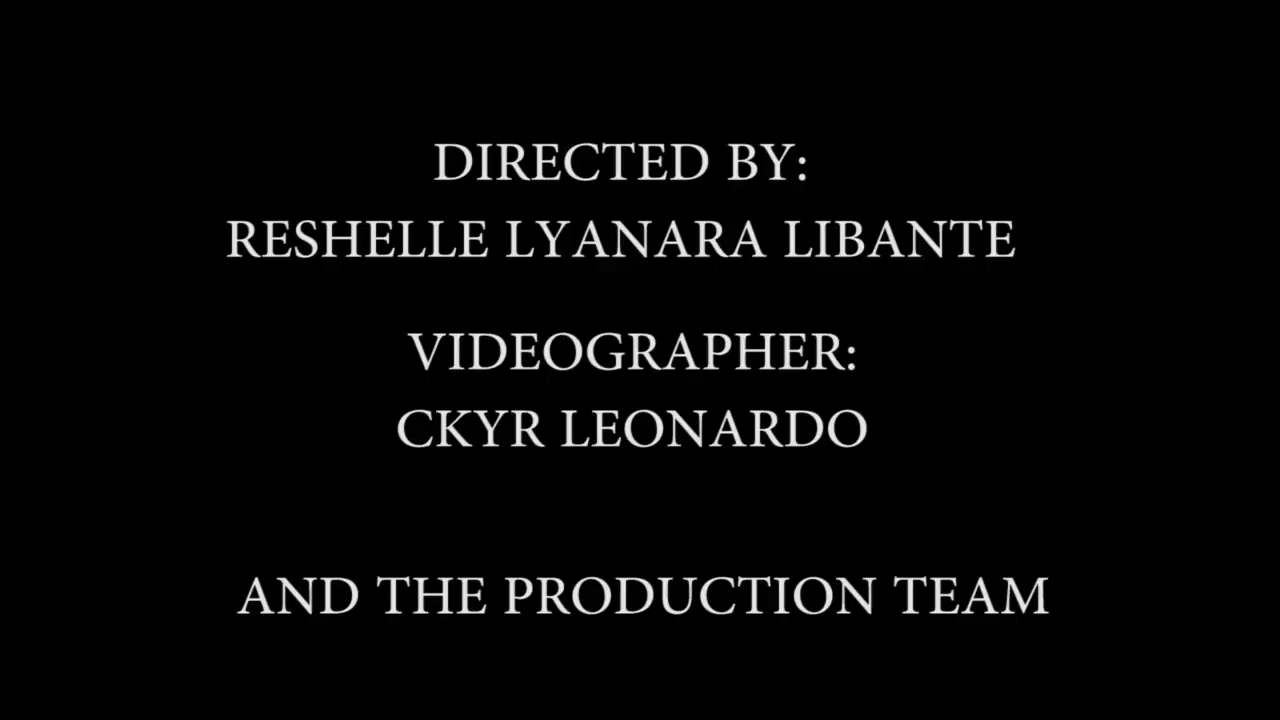 DIRECTED BY:
RESHELLE LYANARA LIBANTE
VIDEOGRAPHER:
CKYR LEONARDO
AND THE PRODUCTION TEAM